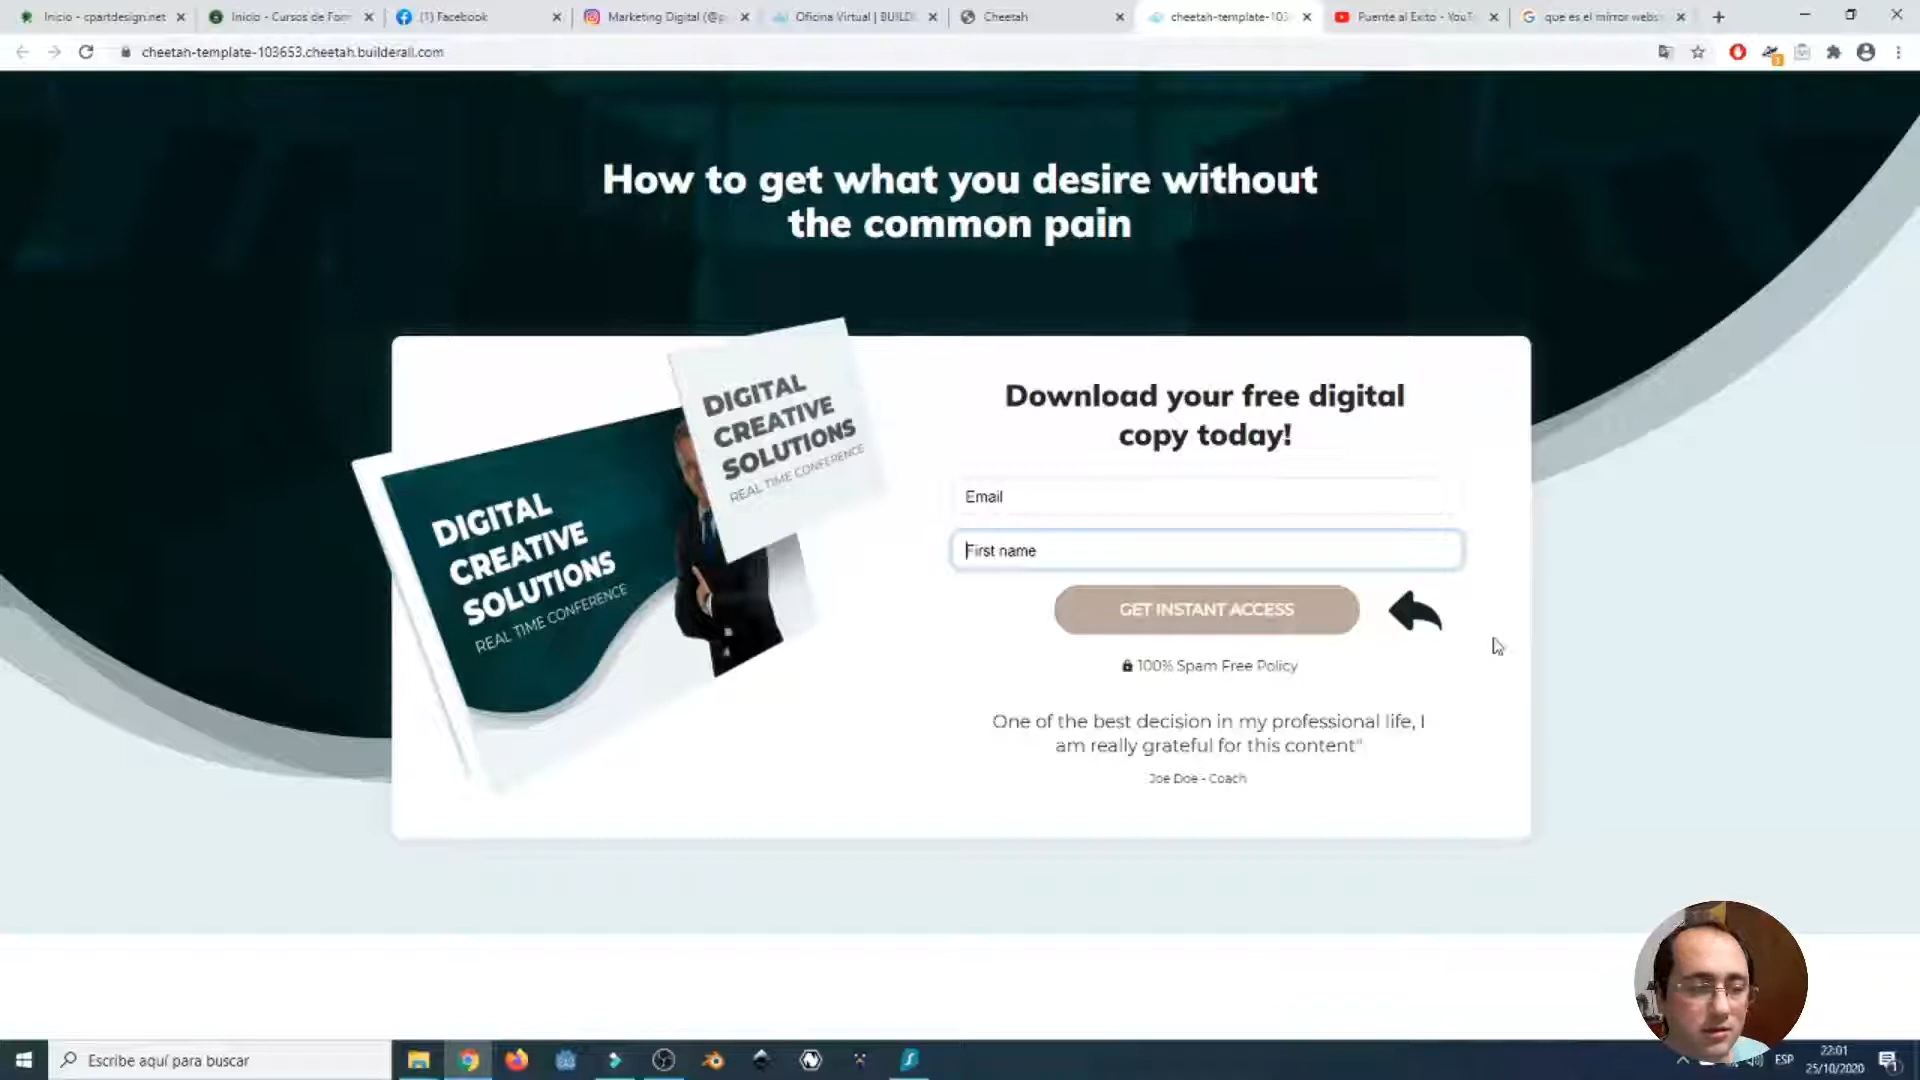 Inicio - cpartdesign.net
Inicio - Cursos de Form
(1) Facebook
Marketing Digital (@p
Oficina Virtual | BUILD
Cheetah
cheetah-template-103
Puente al Exito - YouT
que es el mirror webs
cheetah-template-103653.cheetah.builderall.com
How to get what you desire without
the common pain
DIGITAL
CREATIVE
SOLUTIONS
REAL TIME CONFERENCE
DIGITAL
CREATIVE
SOLUTIONS
REAL TIME CONFERENCE
Download your free digital
copy today!
Email
First name
GET INSTANT ACCESS
100% Spam Free Policy
One of the best decision in my professional life, I
am really grateful for this content"
Joe Doe - Coach
Escribe aquí para buscar
ESP
22:01
25/10/2020